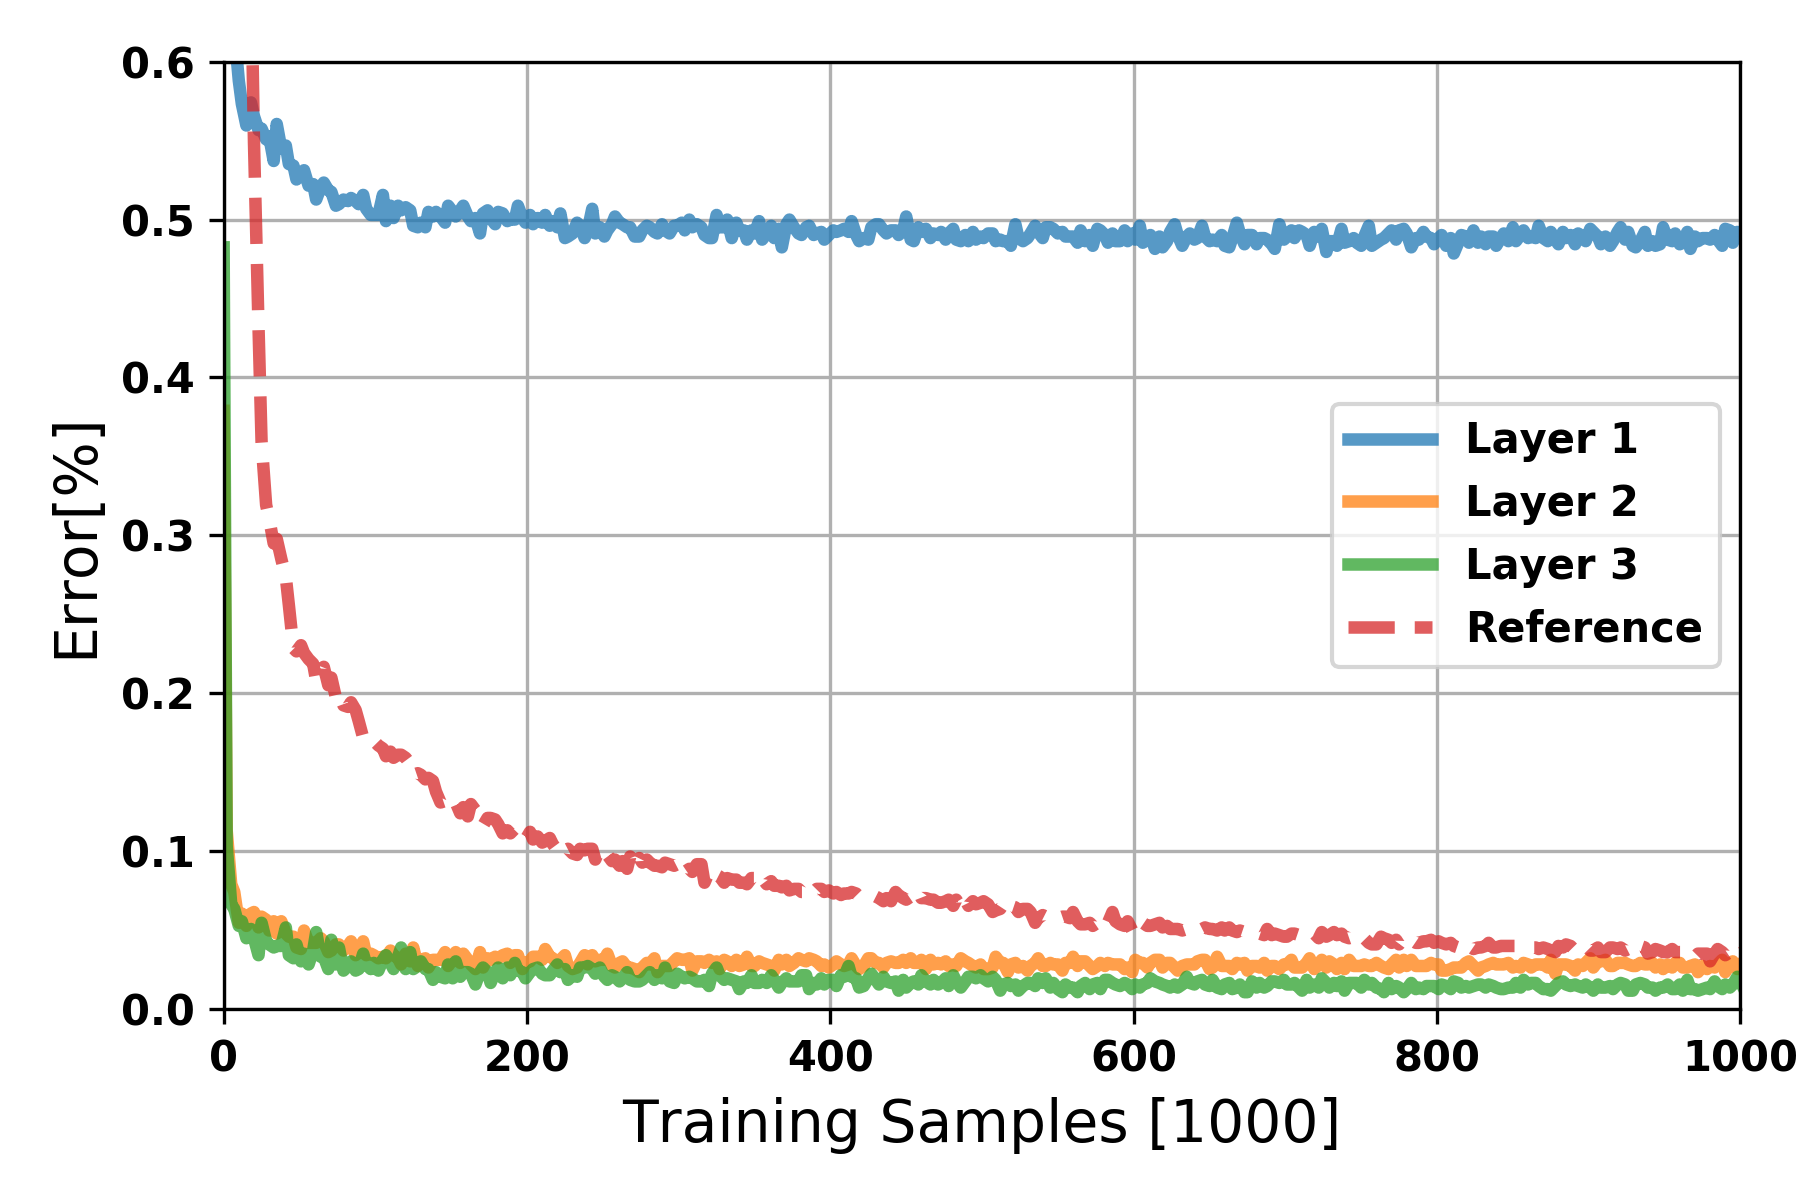 0.6
0.5
0.4
0.3
0.2
0.1
0.0
Error[%]
Layer 1
Layer 2
Layer 3
Reference
0 200 400 600 800 1000
Training Samples [1000]